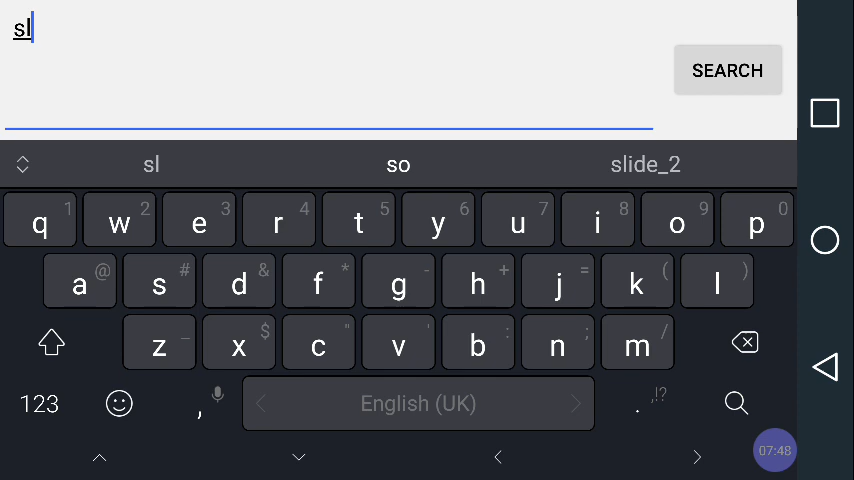 sl
SEARCH
sl so slide_2
q 1 w 2 e 3 r 4 t 5 y 6 u 7 i 8 o 9 p 0
a @ s # d & f * g - h + j = k ( l )
z _ x $ c " v ' b : n ; m /
123 , English (UK) . ,!?
07:48